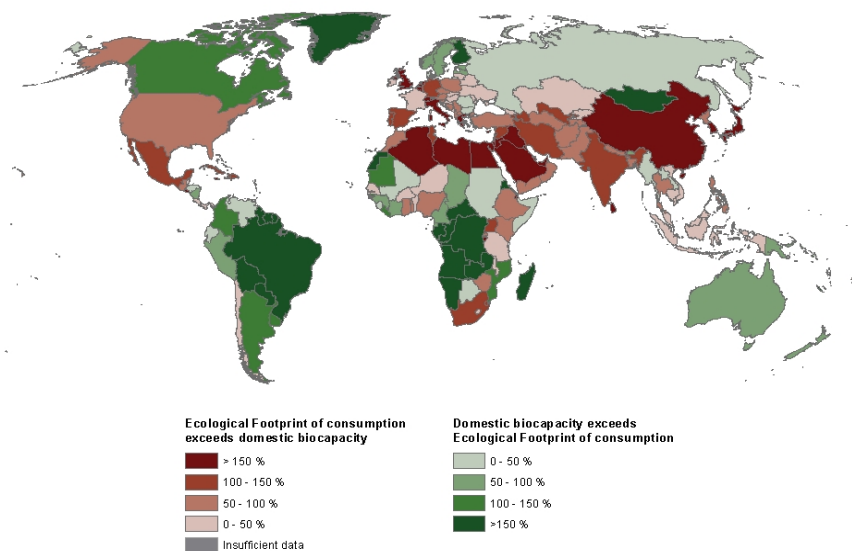 Ecological Footprint of consumption
exceeds domestic biocapacity
> 150 %
100 - 150 %
50 - 100 %
0 - 50 %
Insufficient data
Domestic biocapacity exceeds
Ecological Footprint of consumption
0 - 50 %
50 - 100 %
100 - 150 %
>150 %